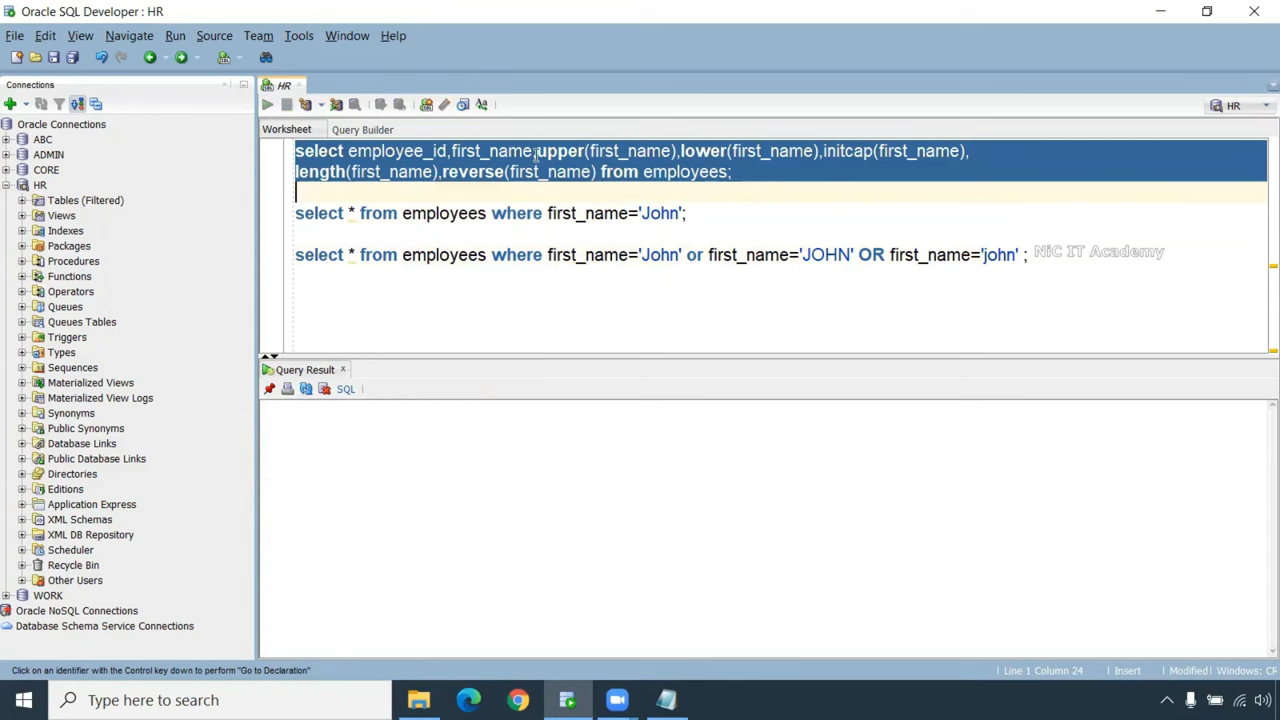 Oracle SQL Developer : HR
File Edit View Navigate Run Source Team Tools Window Help
Connections
HR
Oracle Connections
ABC
ADMIN
CORE
HR
Tables (Filtered)
Views
Indexes
Packages
Procedures
Functions
Operators
Queues
Queues Tables
Triggers
Types
Sequences
Materialized Views
Materialized View Logs
Synonyms
Public Synonyms
Database Links
Public Database Links
Directories
Editions
Application Express
XML Schemas
XML DB Repository
Scheduler
Recycle Bin
Other Users
WORK
Oracle NoSQL Connections
Database Schema Service Connections
HR
Worksheet Query Builder
select employee_id,first_name,upper(first_name),lower(first_name),initcap(first_name),
length(first_name),reverse(first_name) from employees;
select * from employees where first_name='John';
select * from employees where first_name='John' or first_name='JOHN' OR first_name='john' ;
NiC IT Academy
Query Result
SQL
Click on an identifier with the Control key down to perform "Go to Declaration"
Line 1 Column 24 Insert Modified Windows: CR
Type here to search